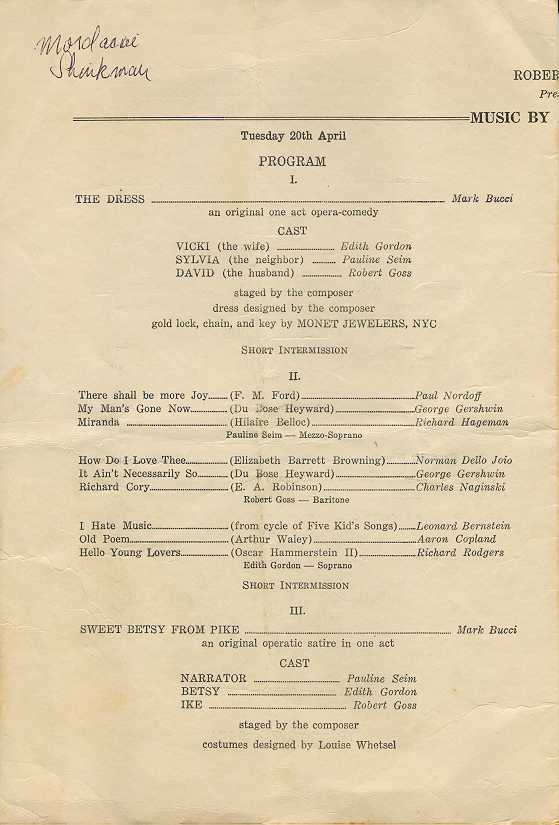 Mordacai
Shinkman
ROBER
Pre
MUSIC BY
Tuesday 20th April
PROGRAM
I.
THE DRESS ........ Mark Bucci
an original one act opera-comedy
CAST
VICKI (the wife) ........ Edith Gordon
SYLVIA (the neighbor) ........ Pauline Seim
DAVID (the husband) ........ Robert Goss
staged by the composer
dress designed by the composer
gold lock, chain, and key by MONET JEWELERS, NYC
SHORT INTERMISSION
II.
There shall be more Joy........(F. M. Ford)........Paul Nordoff
My Man's Gone Now........(Du Bose Heyward)........George Gershwin
Miranda ........(Hilaire Belloc)........Richard Hageman
Pauline Seim — Mezzo-Soprano
How Do I Love Thee........(Elizabeth Barrett Browning)........Norman Dello Joio
It Ain't Necessarily So........(Du Bose Heyward)........George Gershwin
Richard Cory........(E. A. Robinson)........Charles Naginski
Robert Goss — Baritone
I Hate Music........(from cycle of Five Kid's Songs)........Leonard Bernstein
Old Poem........(Arthur Waley)........Aaron Copland
Hello Young Lovers........(Oscar Hammerstein II)........Richard Rodgers
Edith Gordon — Soprano
SHORT INTERMISSION
III.
SWEET BETSY FROM PIKE ........ Mark Bucci
an original operatic satire in one act
CAST
NARRATOR ........ Pauline Seim
BETSY ........ Edith Gordon
IKE ........ Robert Goss
staged by the composer
costumes designed by Louise Whetsel